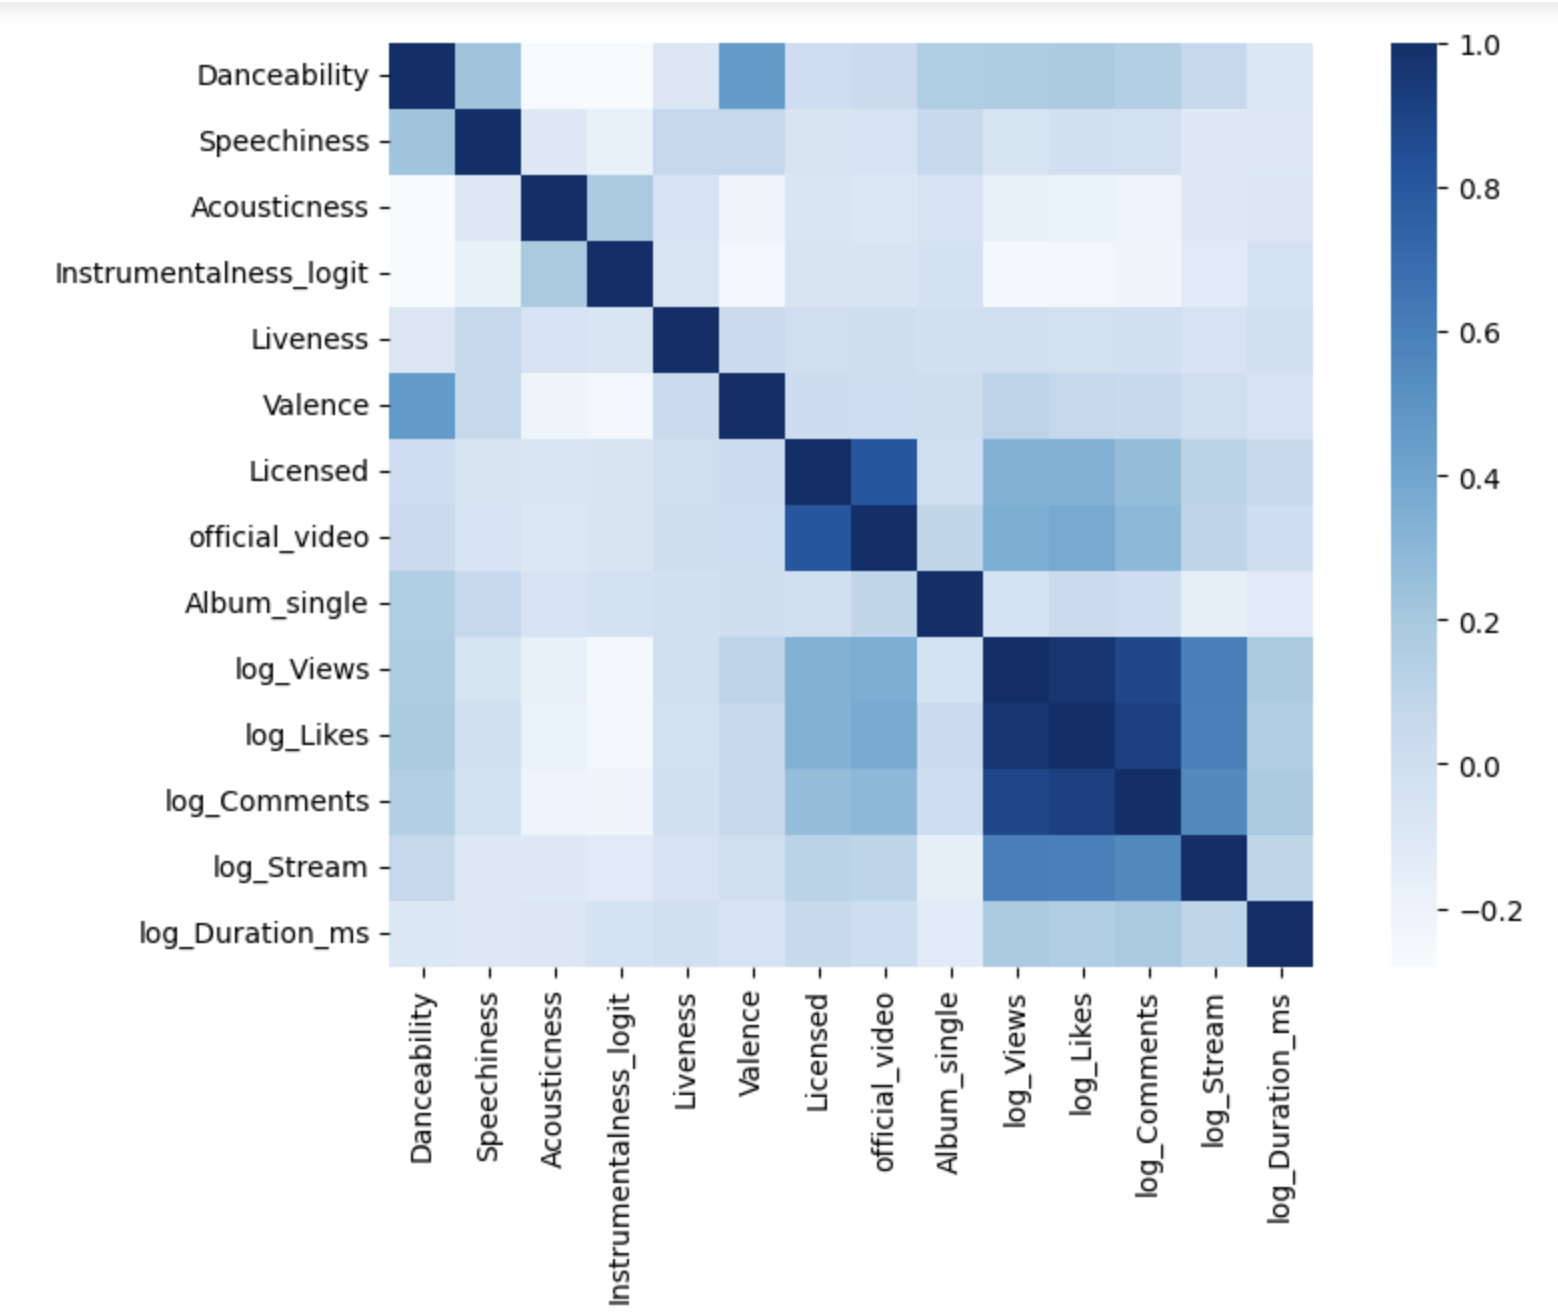 Danceability
Speechiness
Acousticness
Instrumentalness_logit
Liveness
Valence
Licensed
official_video
Album_single
log_Views
log_Likes
log_Comments
log_Stream
log_Duration_ms
Danceability
Speechiness
Acousticness
Instrumentalness_logit
Liveness
Valence
Licensed
official_video
Album_single
log_Views
log_Likes
log_Comments
log_Stream
log_Duration_ms
1.0
0.8
0.6
0.4
0.2
0.0
−0.2